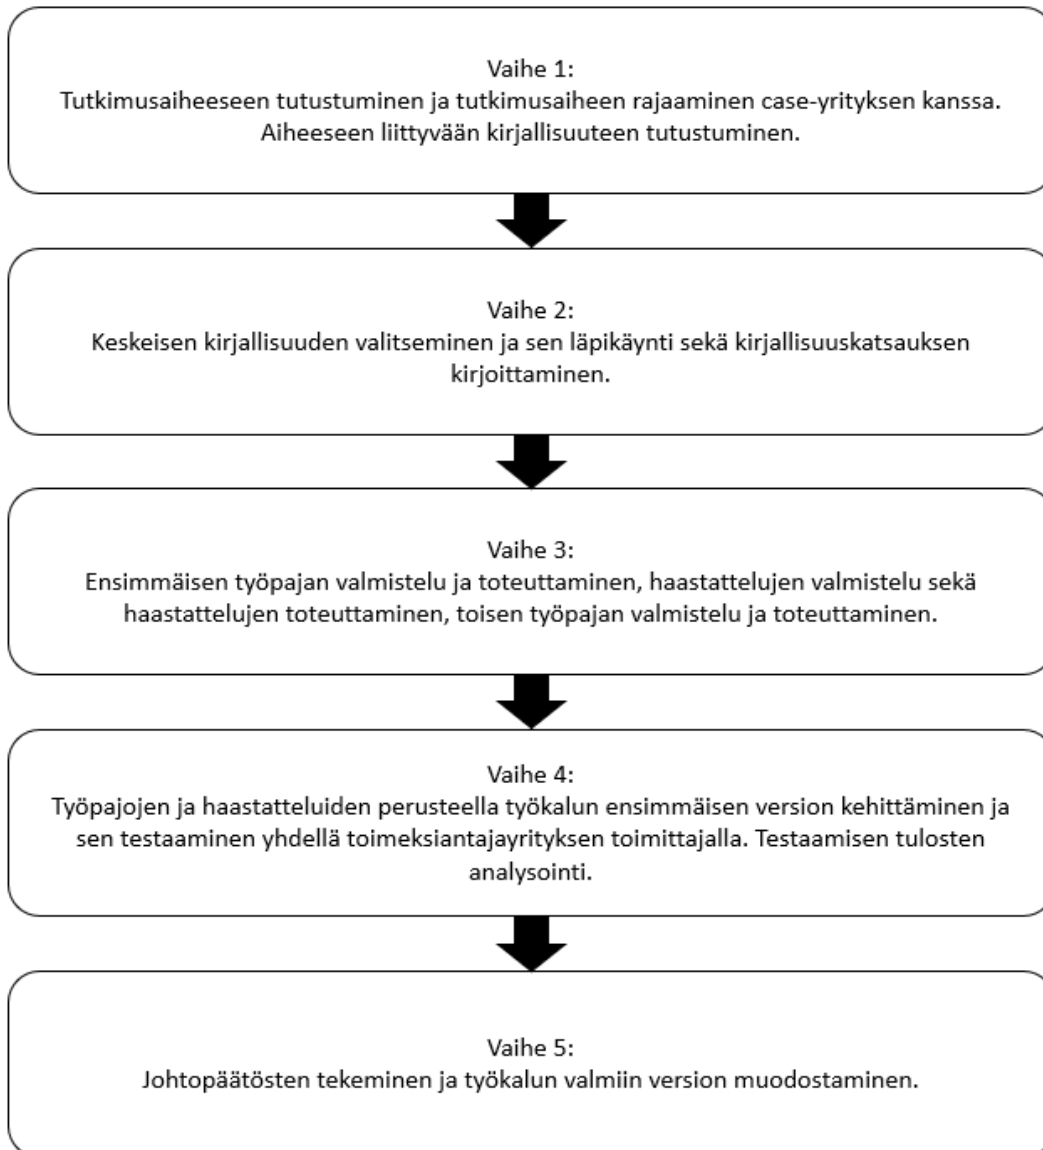 Vaihe 1:
Tutkimusaiheeseen tutustuminen ja tutkimusaiheen rajaaminen case-yrityksen kanssa.
Aiheeseen liittyvään kirjallisuuteen tutustuminen.
Vaihe 2:
Keskeisen kirjallisuuden valitseminen ja sen läpikäynti sekä kirjallisuuskatsauksen
kirjoittaminen.
Vaihe 3:
Ensimmäisen työpajan valmistelu ja toteuttaminen, haastattelujen valmistelu sekä
haastattelujen toteuttaminen, toisen työpajan valmistelu ja toteuttaminen.
Vaihe 4:
Työpajojen ja haastatteluiden perusteella työkalun ensimmäisen version kehittäminen ja
sen testaaminen yhdellä toimeksiantajayrityksen toimittajalla. Testaamisen tulosten
analysointi.
Vaihe 5:
Johtopäätösten tekeminen ja työkalun valmiin version muodostaminen.